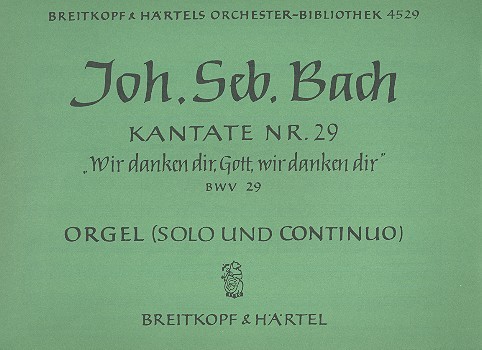 BREITKOPF & HÄRTELS ORCHESTER-BIBLIOTHEK 4529
Joh. Seb. Bach
KANTATE NR. 29
„Wir danken dir, Gott, wir danken dir“
BWV 29
ORGEL (SOLO UND CONTINUO)
BREITKOPF & HÄRTEL